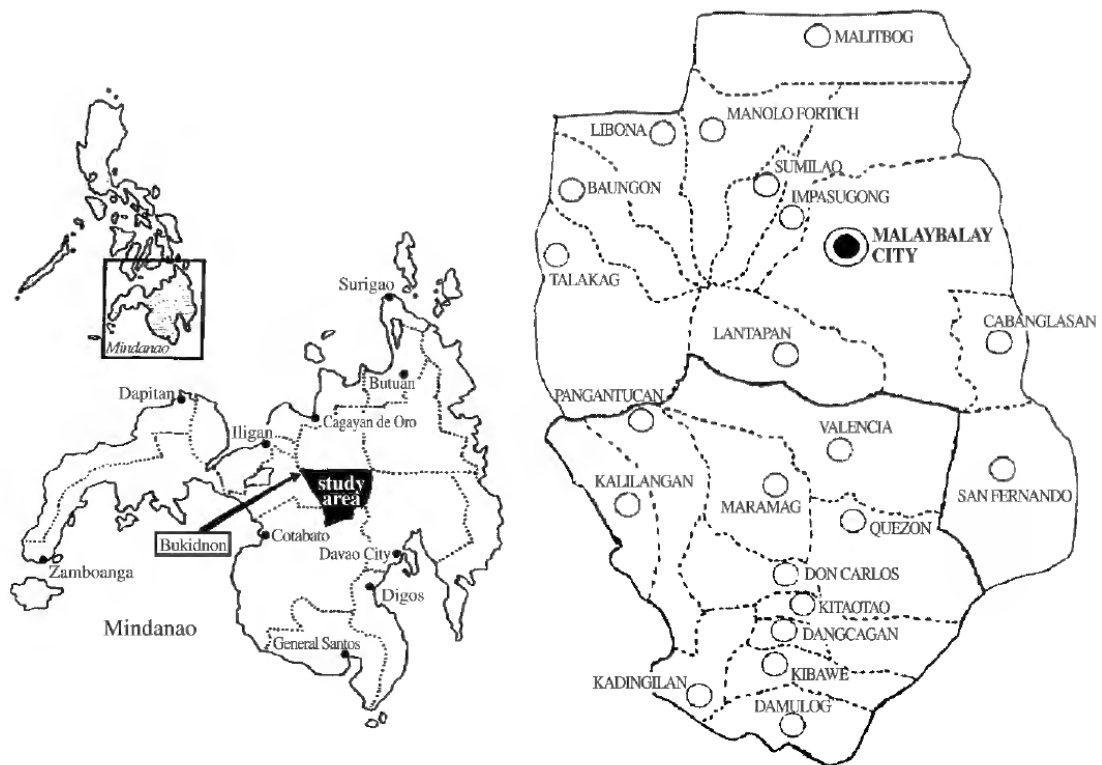 Mindanao
Surigao
Butuan
Dapitan
Cagayan de Oro
Iligan
study
area
Bukidnon
Cotabato
Davao City
Zamboanga
Digos
Mindanao
General Santos
MALITBOG
MANOLO FORTICH
LIBONA
SUMILAO
BAUNGON
IMPASUGONG
MALAYBALAY
CITY
TALAKAG
CABANGLASAN
LANTAPAN
PANGANTUCAN
VALENCIA
KALILANGAN
MARAMAG
SAN FERNANDO
QUEZON
DON CARLOS
KITAOTAO
DANGCAGAN
KIBAWE
KADINGILAN
DAMULOG